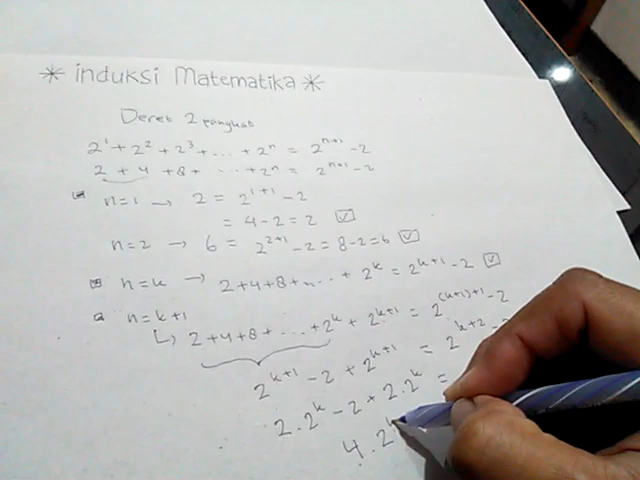 * induksi Matematika *
Deret 2 pangkat
2¹ + 2² + 2³ + ... + 2ⁿ = 2ⁿ⁺¹ - 2
2 + 4 + 8 + ... + 2ⁿ = 2ⁿ⁺¹ - 2
n=1 → 2 = 2¹⁺¹ - 2
= 4 - 2 = 2 ☑
n=2 → 6 = 2²⁺¹ - 2 = 8 - 2 = 6 ☑
n=k → 2+4+8+...+ 2ᵏ = 2ᵏ⁺¹ - 2 ☑
n=k+1
↳ 2+4+8+...+2ᵏ + 2ᵏ⁺¹ = 2⁽ᵏ⁺¹⁾⁺¹ - 2
2ᵏ⁺¹ - 2 + 2ᵏ⁺¹ = 2ᵏ⁺² -
2.2ᵏ - 2 + 2.2ᵏ =
4.2